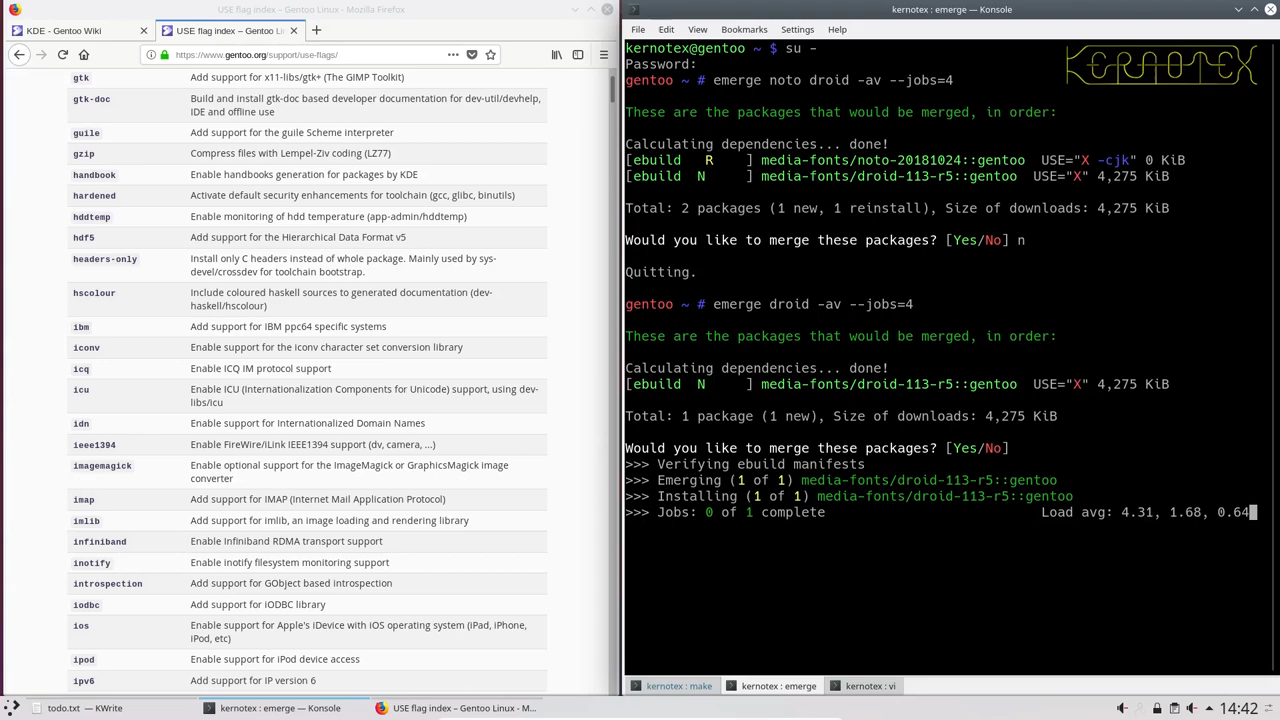 USE flag index – Gentoo Linux - Mozilla Firefox
KDE - Gentoo Wiki
USE flag index – Gentoo Lin
https://www.gentoo.org/support/use-flags/
gtk Add support for x11-libs/gtk+ (The GIMP Toolkit)
gtk-doc Build and install gtk-doc based developer documentation for dev-util/devhelp,
IDE and offline use
guile Add support for the guile Scheme interpreter
gzip Compress files with Lempel-Ziv coding (LZ77)
handbook Enable handbooks generation for packages by KDE
hardened Activate default security enhancements for toolchain (gcc, glibc, binutils)
hddtemp Enable monitoring of hdd temperature (app-admin/hddtemp)
hdf5 Add support for the Hierarchical Data Format v5
headers-only Install only C headers instead of whole package. Mainly used by sys-
devel/crossdev for toolchain bootstrap.
hscolour Include coloured haskell sources to generated documentation (dev-
haskell/hscolour)
ibm Add support for IBM ppc64 specific systems
iconv Enable support for the iconv character set conversion library
icq Enable ICQ IM protocol support
icu Enable ICU (Internationalization Components for Unicode) support, using dev-
libs/icu
idn Enable support for Internationalized Domain Names
ieee1394 Enable FireWire/iLink IEEE1394 support (dv, camera, ...)
imagemagick Enable optional support for the ImageMagick or GraphicsMagick image
converter
imap Add support for IMAP (Internet Mail Application Protocol)
imlib Add support for imlib, an image loading and rendering library
infiniband Enable Infiniband RDMA transport support
inotify Enable inotify filesystem monitoring support
introspection Add support for GObject based introspection
iodbc Add support for iODBC library
ios Enable support for Apple's iDevice with iOS operating system (iPad, iPhone,
iPod, etc)
ipod Enable support for iPod device access
ipv6 Add support for IP version 6
kernotex : emerge — Konsole
File Edit View Bookmarks Settings Help
KERNOTEX
kernotex@gentoo ~ $ su -
Password:
gentoo ~ # emerge noto droid -av --jobs=4
These are the packages that would be merged, in order:
Calculating dependencies... done!
[ebuild   R    ] media-fonts/noto-20181024::gentoo  USE="X -cjk" 0 KiB
[ebuild  N     ] media-fonts/droid-113-r5::gentoo  USE="X" 4,275 KiB
Total: 2 packages (1 new, 1 reinstall), Size of downloads: 4,275 KiB
Would you like to merge these packages? [Yes/No] n
Quitting.
gentoo ~ # emerge droid -av --jobs=4
These are the packages that would be merged, in order:
Calculating dependencies... done!
[ebuild  N     ] media-fonts/droid-113-r5::gentoo  USE="X" 4,275 KiB
Total: 1 package (1 new), Size of downloads: 4,275 KiB
Would you like to merge these packages? [Yes/No]
>>> Verifying ebuild manifests
>>> Emerging (1 of 1) media-fonts/droid-113-r5::gentoo
>>> Installing (1 of 1) media-fonts/droid-113-r5::gentoo
>>> Jobs: 0 of 1 complete Load avg: 4.31, 1.68, 0.64
kernotex : make
kernotex : emerge
kernotex : vi
todo.txt — KWrite
kernotex : emerge — Konsole
USE flag index – Gentoo Linux - M...
14:42